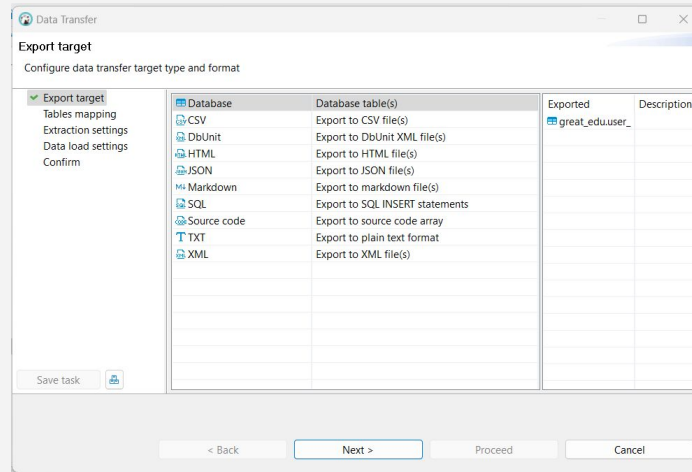 Data Transfer
Export target
Configure data transfer target type and format
Export target
Tables mapping
Extraction settings
Data load settings
Confirm
Database Database table(s)
CSV Export to CSV file(s)
DbUnit Export to DbUnit XML file(s)
HTML Export to HTML file(s)
JSON Export to JSON file(s)
M↓ Markdown Export to markdown file(s)
SQL Export to SQL INSERT statements
Source code Export to source code array
TXT Export to plain text format
XML Export to XML file(s)
Exported Description
great_edu.user_
Save task
< Back Next > Proceed Cancel